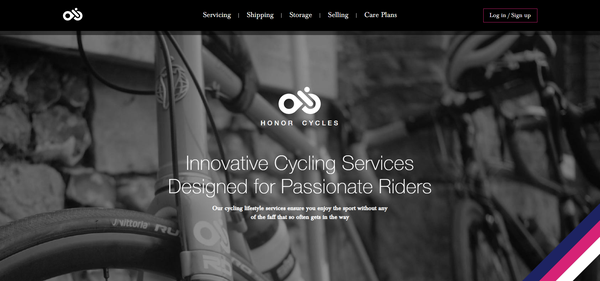 Servicing | Shipping | Storage | Selling | Care Plans
Log in / Sign up
HONOR CYCLES
Innovative Cycling Services
Designed for Passionate Riders
Our cycling lifestyle services ensure you enjoy the sport without any
of the faff that so often gets in the way
vittoria RU